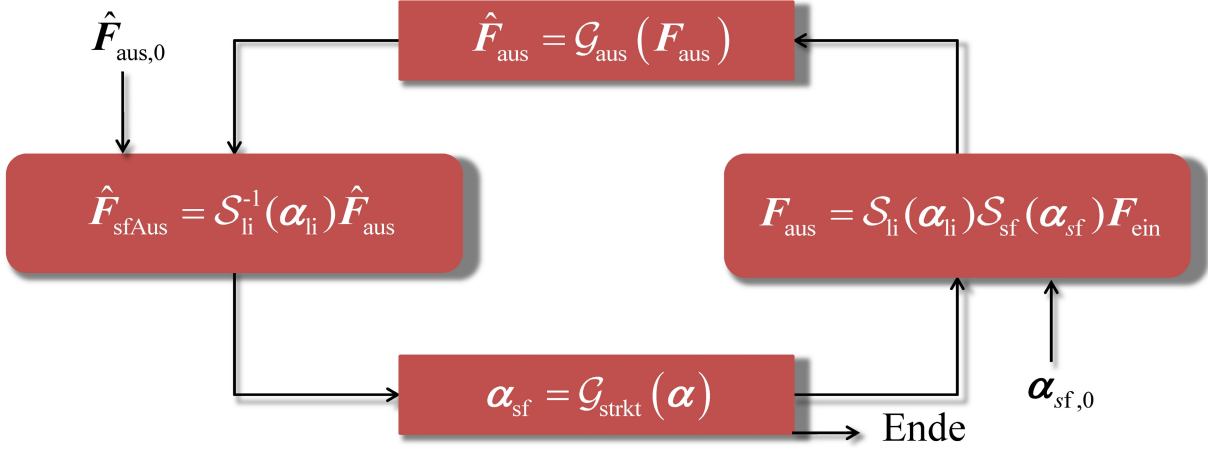 F̂_aus,0
F̂_aus = 𝒢_aus (F_aus)
F̂_sfAus = 𝒮_li^-1(α_li)F̂_aus
F_aus = 𝒮_li(α_li)𝒮_sf(α_sf)F_ein
α_sf = 𝒢_strkt (α)
α_sf,0
Ende